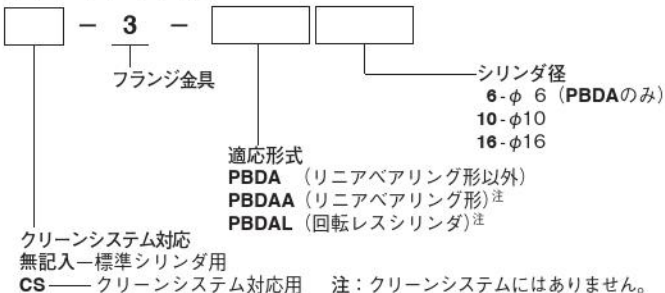 - 3 -
フランジ金具
シリンダ径
6-φ 6（PBDAのみ）
10-φ10
16-φ16
適応形式
PBDA （リニアベアリング形以外）
PBDAA（リニアベアリング形）注
PBDAL（回転レスシリンダ）注
クリーンシステム対応
無記入―標準シリンダ用
CS―― クリーンシステム対応用 注：クリーンシステムにはありません。